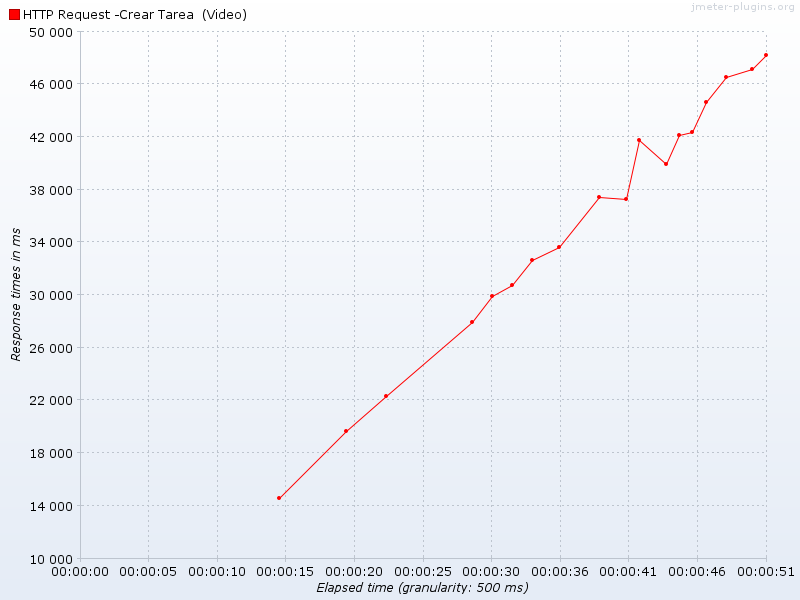 jmeter-plugins.org
HTTP Request -Crear Tarea  (Video)
50 000
46 000
42 000
38 000
34 000
30 000
26 000
22 000
18 000
14 000
10 000
Response times in ms
00:00:00 00:00:05 00:00:10 00:00:15 00:00:20 00:00:25 00:00:30 00:00:36 00:00:41 00:00:46 00:00:51
Elapsed time (granularity: 500 ms)